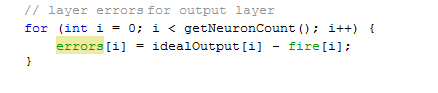 // layer errors for output layer
for (int i = 0; i < getNeuronCount(); i++) {
errors[i] = idealOutput[i] - fire[i];
}